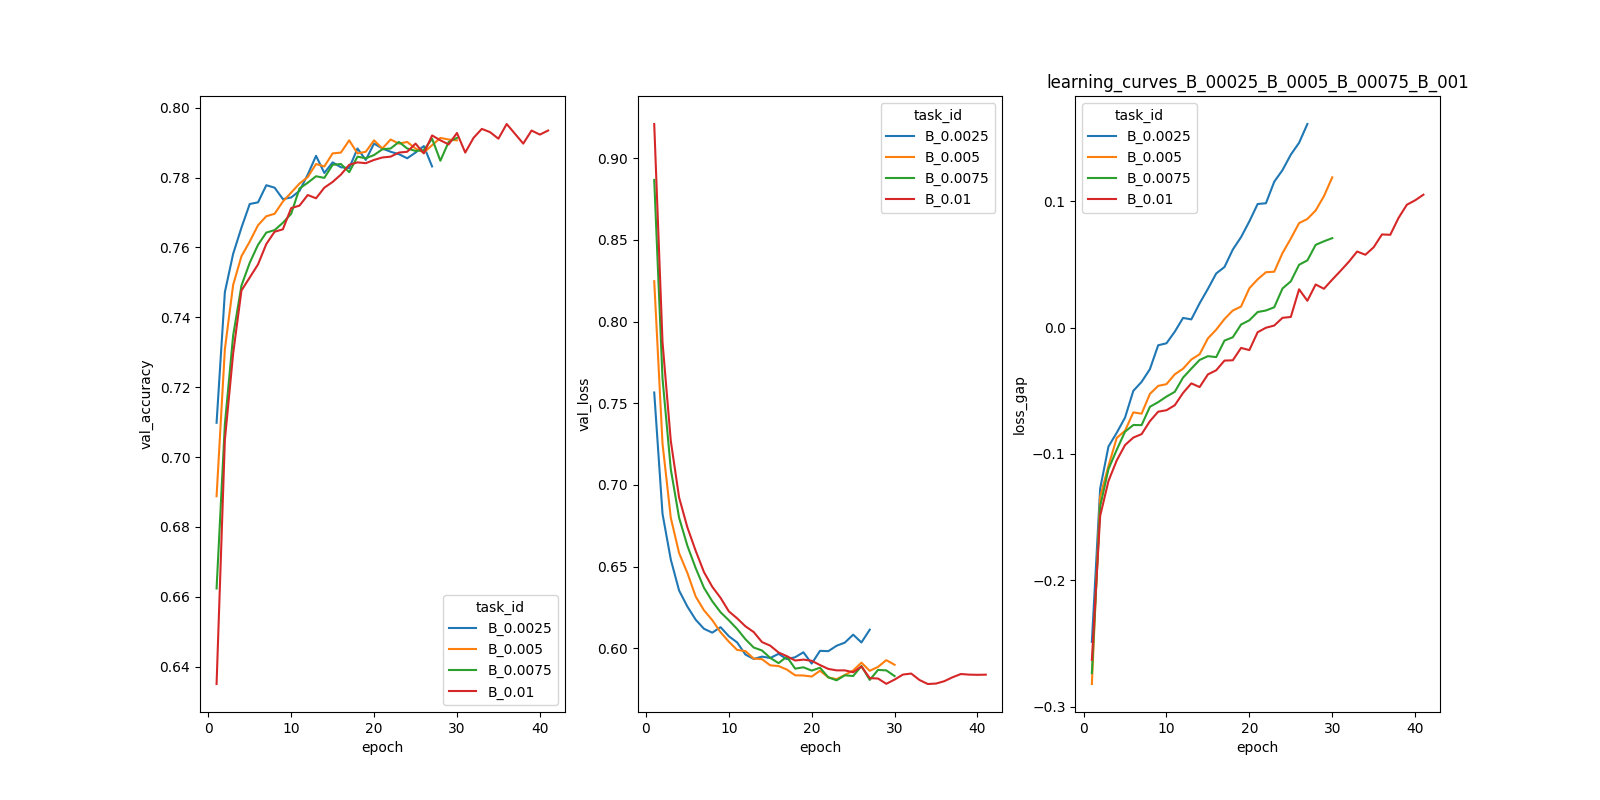 learning_curves_B_00025_B_0005_B_00075_B_001
val_accuracy
0.80
0.78
0.76
0.74
0.72
0.70
0.68
0.66
0.64
0 10 20 30 40
epoch
task_id
B_0.0025
B_0.005
B_0.0075
B_0.01
val_loss
0.90
0.85
0.80
0.75
0.70
0.65
0.60
0 10 20 30 40
epoch
task_id
B_0.0025
B_0.005
B_0.0075
B_0.01
loss_gap
0.1
0.0
−0.1
−0.2
−0.3
0 10 20 30 40
epoch
task_id
B_0.0025
B_0.005
B_0.0075
B_0.01